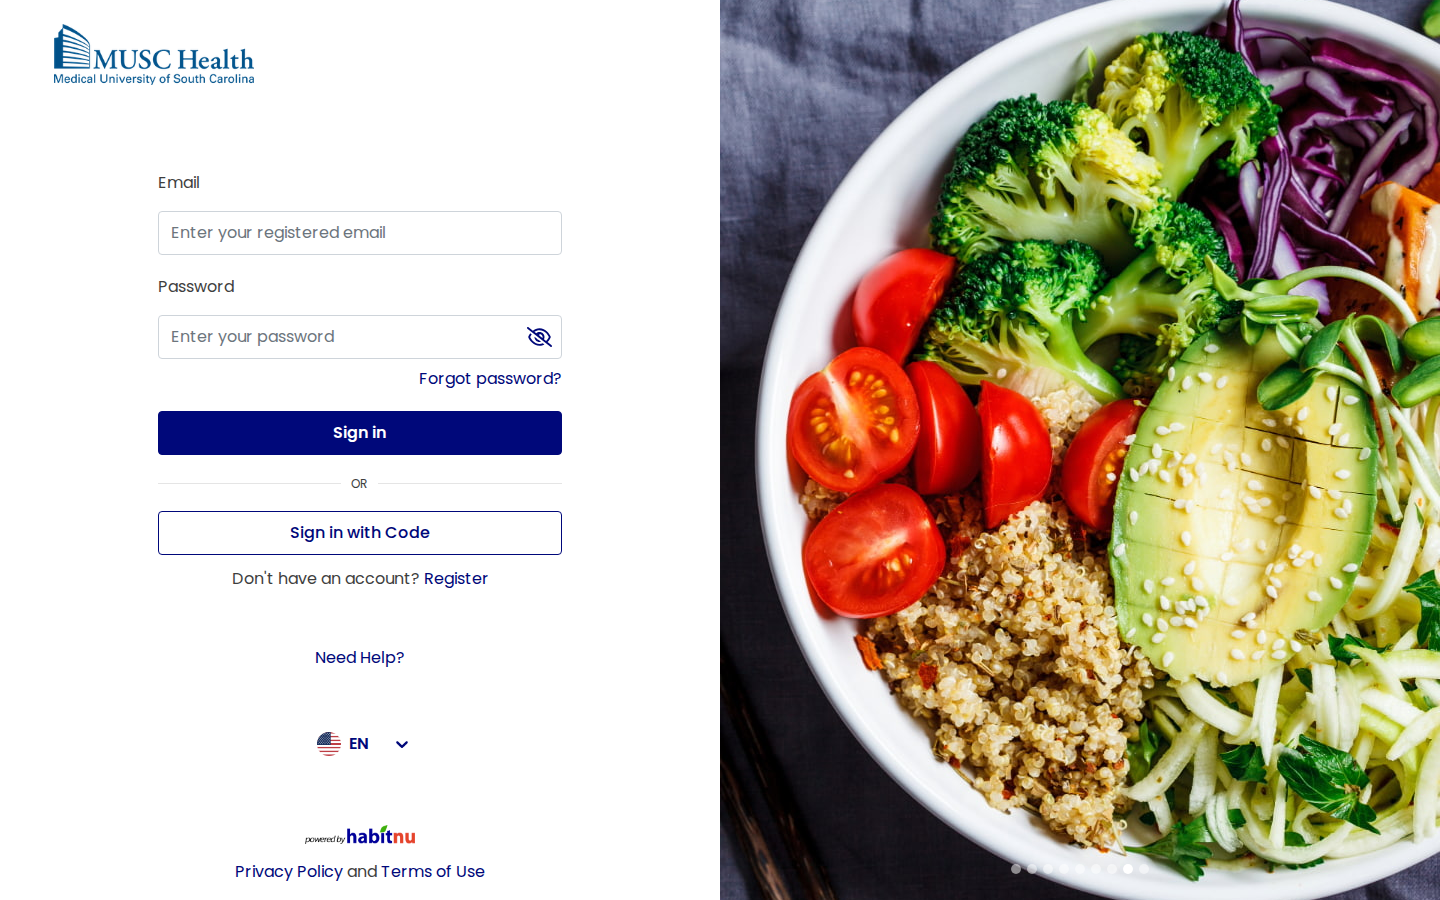 MUSC Health
Medical University of South Carolina
Email
Enter your registered email
Password
Enter your password
Forgot password?
Sign in
OR
Sign in with Code
Don't have an account? Register
Need Help?
EN
powered by habitnu
Privacy Policy and Terms of Use